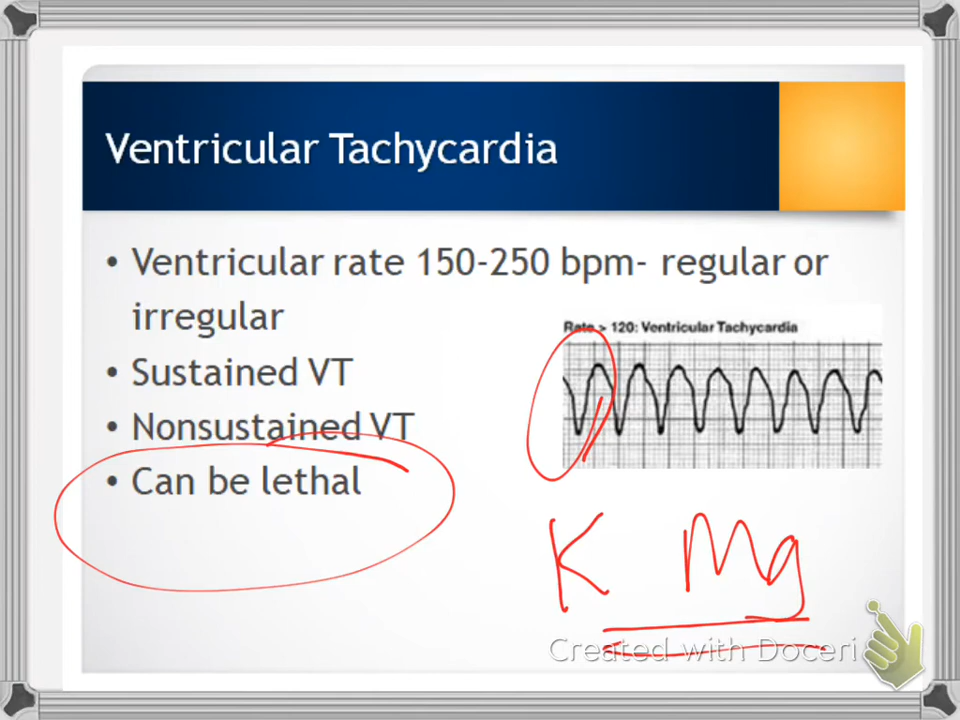 Ventricular Tachycardia
• Ventricular rate 150-250 bpm- regular or
irregular
• Sustained VT
• Nonsustained VT
• Can be lethal
Rate > 120: Ventricular Tachycardia
K Mg
Created with Doceri